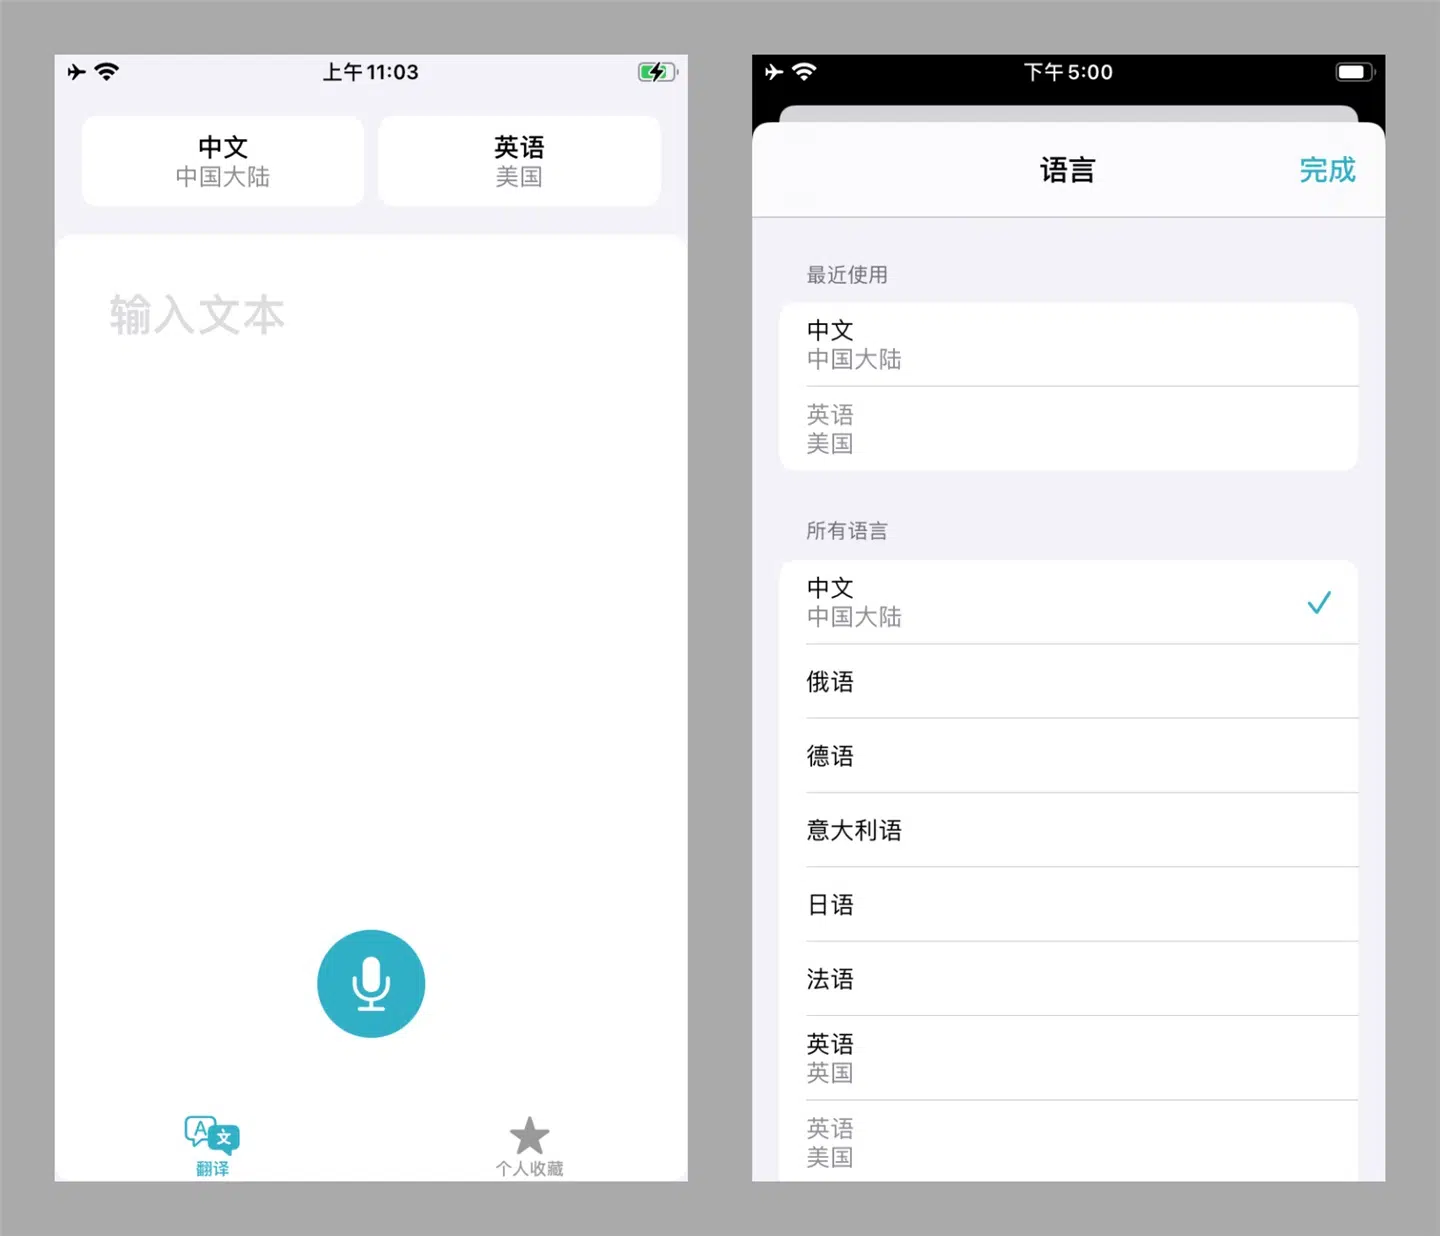 上午11:03
中文
中国大陆
英语
美国
输入文本
A
文
翻译
个人收藏
下午5:00
语言
完成
最近使用
中文
中国大陆
英语
美国
所有语言
中文
中国大陆
俄语
德语
意大利语
日语
法语
英语
英国
英语
美国